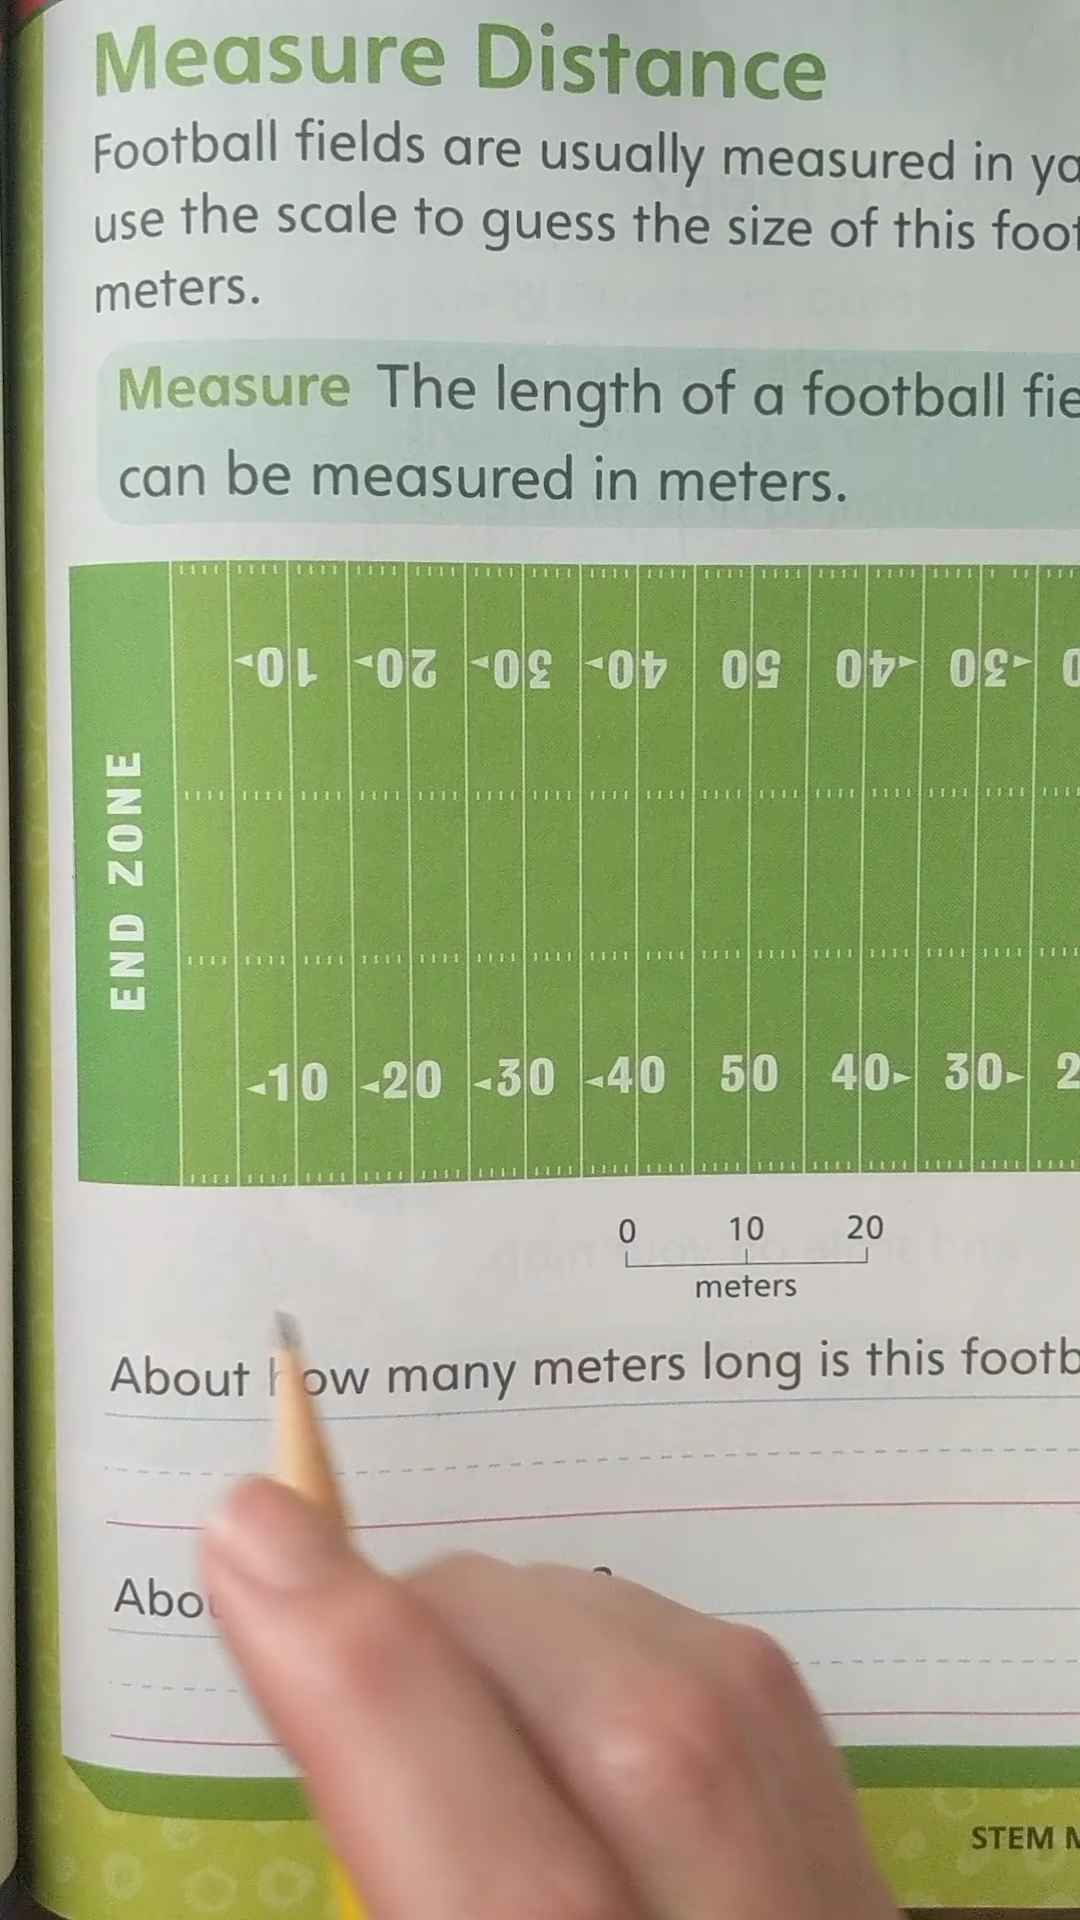 Measure Distance
Football fields are usually measured in ya
use the scale to guess the size of this foot
meters.
Measure The length of a football fie
can be measured in meters.
10 20 30 40 50 40 30
END ZONE
10 20 30 40 50 40 30 2
0 10 20
meters
About how many meters long is this footb
Abo
STEM M